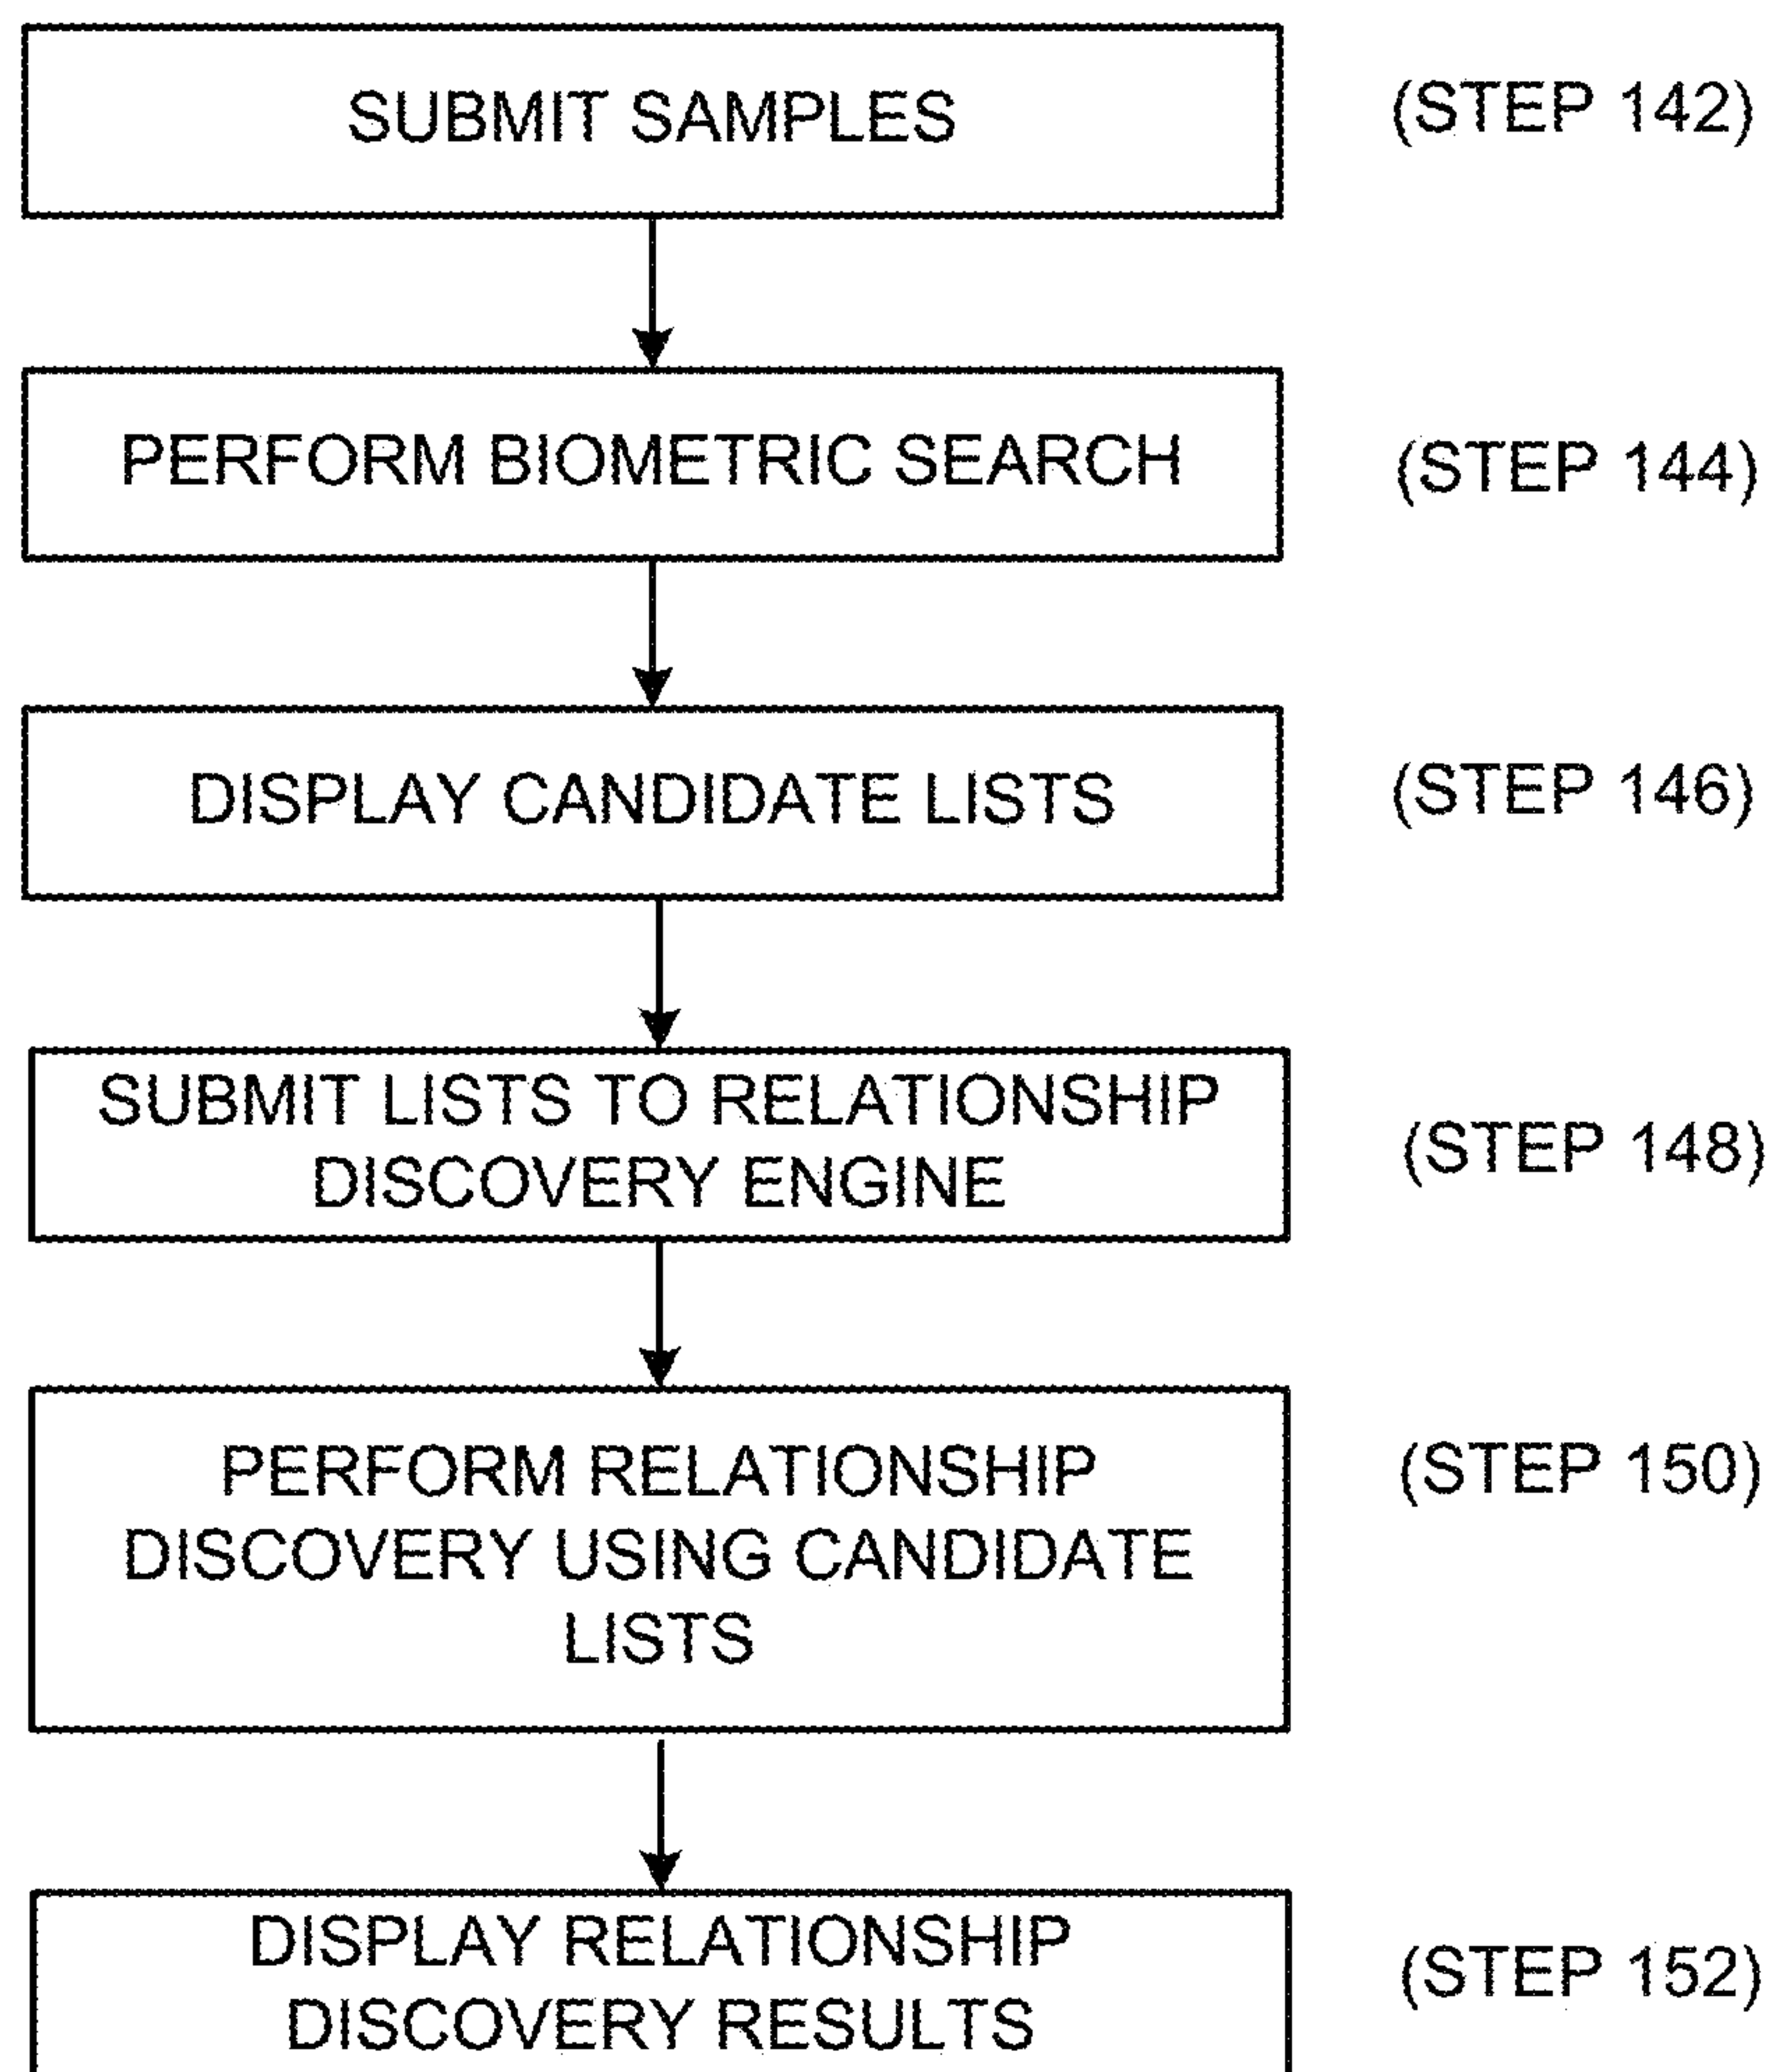 SUBMIT SAMPLES
(STEP 142)
PERFORM BIOMETRIC SEARCH
(STEP 144)
DISPLAY CANDIDATE LISTS
(STEP 146)
SUBMIT LISTS TO RELATIONSHIP
DISCOVERY ENGINE
(STEP 148)
PERFORM RELATIONSHIP
DISCOVERY USING CANDIDATE
LISTS
(STEP 150)
DISPLAY RELATIONSHIP
DISCOVERY RESULTS
(STEP 152)